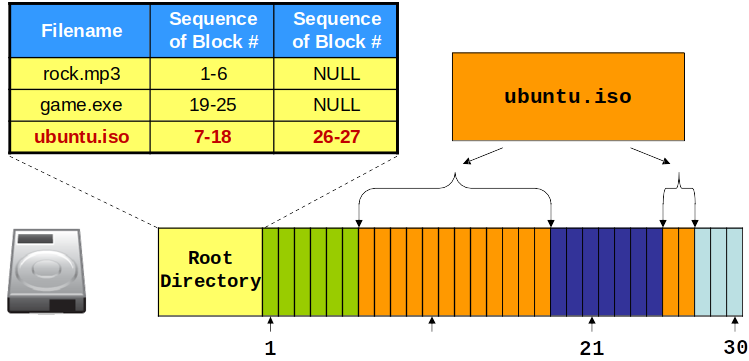 Filename Sequence of Block # Sequence of Block #
rock.mp3 1-6 NULL
game.exe 19-25 NULL
ubuntu.iso 7-18 26-27
ubuntu.iso
Root
Directory
1 21 30